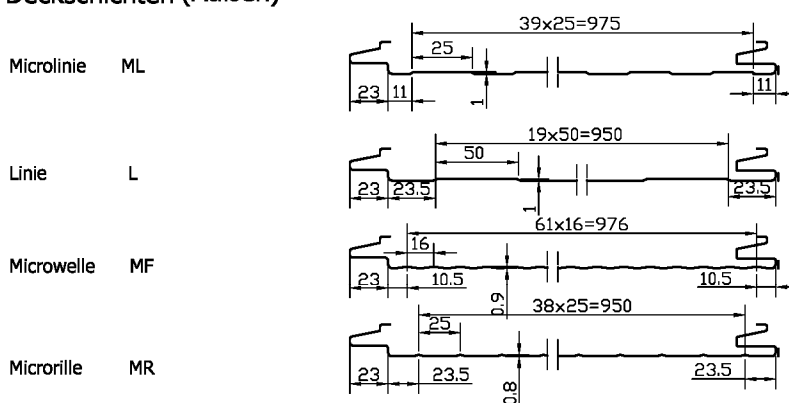 39x25=975
25
Microlinie ML
23 11 1 11
19x50=950
50
Linie L
23 23.5 1 23.5
61x16=976
16
Microwelle MF
23 10.5 0.9 10.5
38x25=950
25
Microrille MR
23 23.5 0.8 23.5